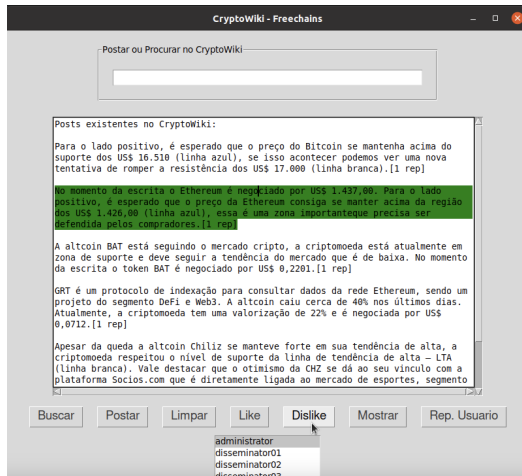 CryptoWiki - Freechains
Postar ou Procurar no CryptoWiki
Posts existentes no CryptoWiki:
Para o lado positivo, é esperado que o preço do Bitcoin se mantenha acima do
suporte dos US$ 16.510 (linha azul), se isso acontecer podemos ver uma nova
tentativa de romper a resistência dos US$ 17.000 (linha branca).[1 rep]
No momento da escrita o Ethereum é negociado por US$ 1.437,00. Para o lado
positivo, é esperado que o preço da Ethereum consiga se manter acima da região
dos US$ 1.426,00 (linha azul), essa é uma zona importanteque precisa ser
defendida pelos compradores.[1 rep]
A altcoin BAT está seguindo o mercado cripto, a criptomoeda está atualmente em
zona de suporte e deve seguir a tendência do mercado que é de baixa. No momento
da escrita o token BAT é negociado por US$ 0,2201.[1 rep]
GRT é um protocolo de indexação para consultar dados da rede Ethereum, sendo um
projeto do segmento DeFi e Web3. A altcoin caiu cerca de 40% nos últimos dias.
Atualmente, a criptomoeda tem uma valorização de 22% e é negociada por US$
0,0712.[1 rep]
Apesar da queda a altcoin Chiliz se manteve forte em sua tendência de alta, a
criptomoeda respeitou o nível de suporte da linha de tendência de alta – LTA
(linha branca). Vale destacar que o otimismo da CHZ se dá ao seu vinculo com a
plataforma Socios.com que é diretamente ligada ao mercado de esportes, segmento
Buscar Postar Limpar Like Dislike Mostrar Rep. Usuario
administrator
disseminator01
disseminator02
disseminator03